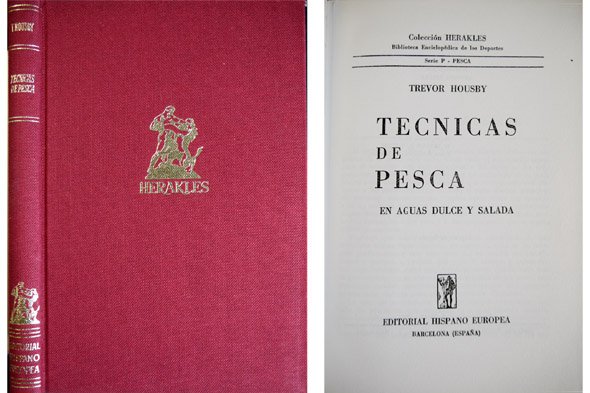 T. HOUSBY
TECNICAS
DE PESCA
HERAKLES
EDITORIAL
HISPANO
EUROPEA
Colección HERAKLES
Biblioteca Enciclopédica de los Deportes
Serie P - PESCA
TREVOR HOUSBY
TECNICAS
DE
PESCA
EN AGUAS DULCE Y SALADA
EDITORIAL HISPANO EUROPEA
BARCELONA (ESPAÑA)